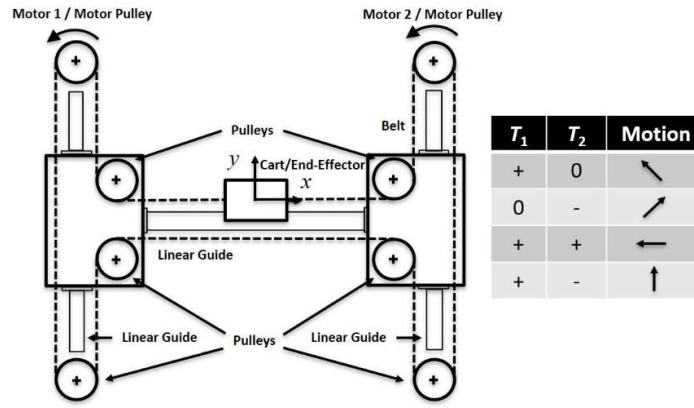 Motor 1 / Motor Pulley
Motor 2 / Motor Pulley
Pulleys
Belt
y
Cart/End-Effector
x
Linear Guide
Linear Guide
Pulleys
Linear Guide
T1 T2 Motion
+ 0
0 -
+ +
+ -